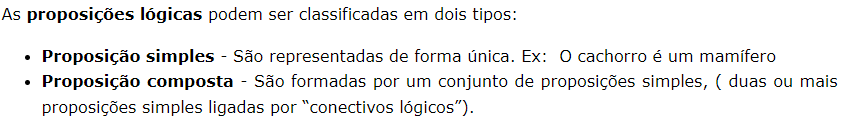 As proposições lógicas podem ser classificadas em dois tipos:
• Proposição simples - São representadas de forma única. Ex:  O cachorro é um mamífero
• Proposição composta - São formadas por um conjunto de proposições simples, ( duas ou mais
proposições simples ligadas por “conectivos lógicos”).